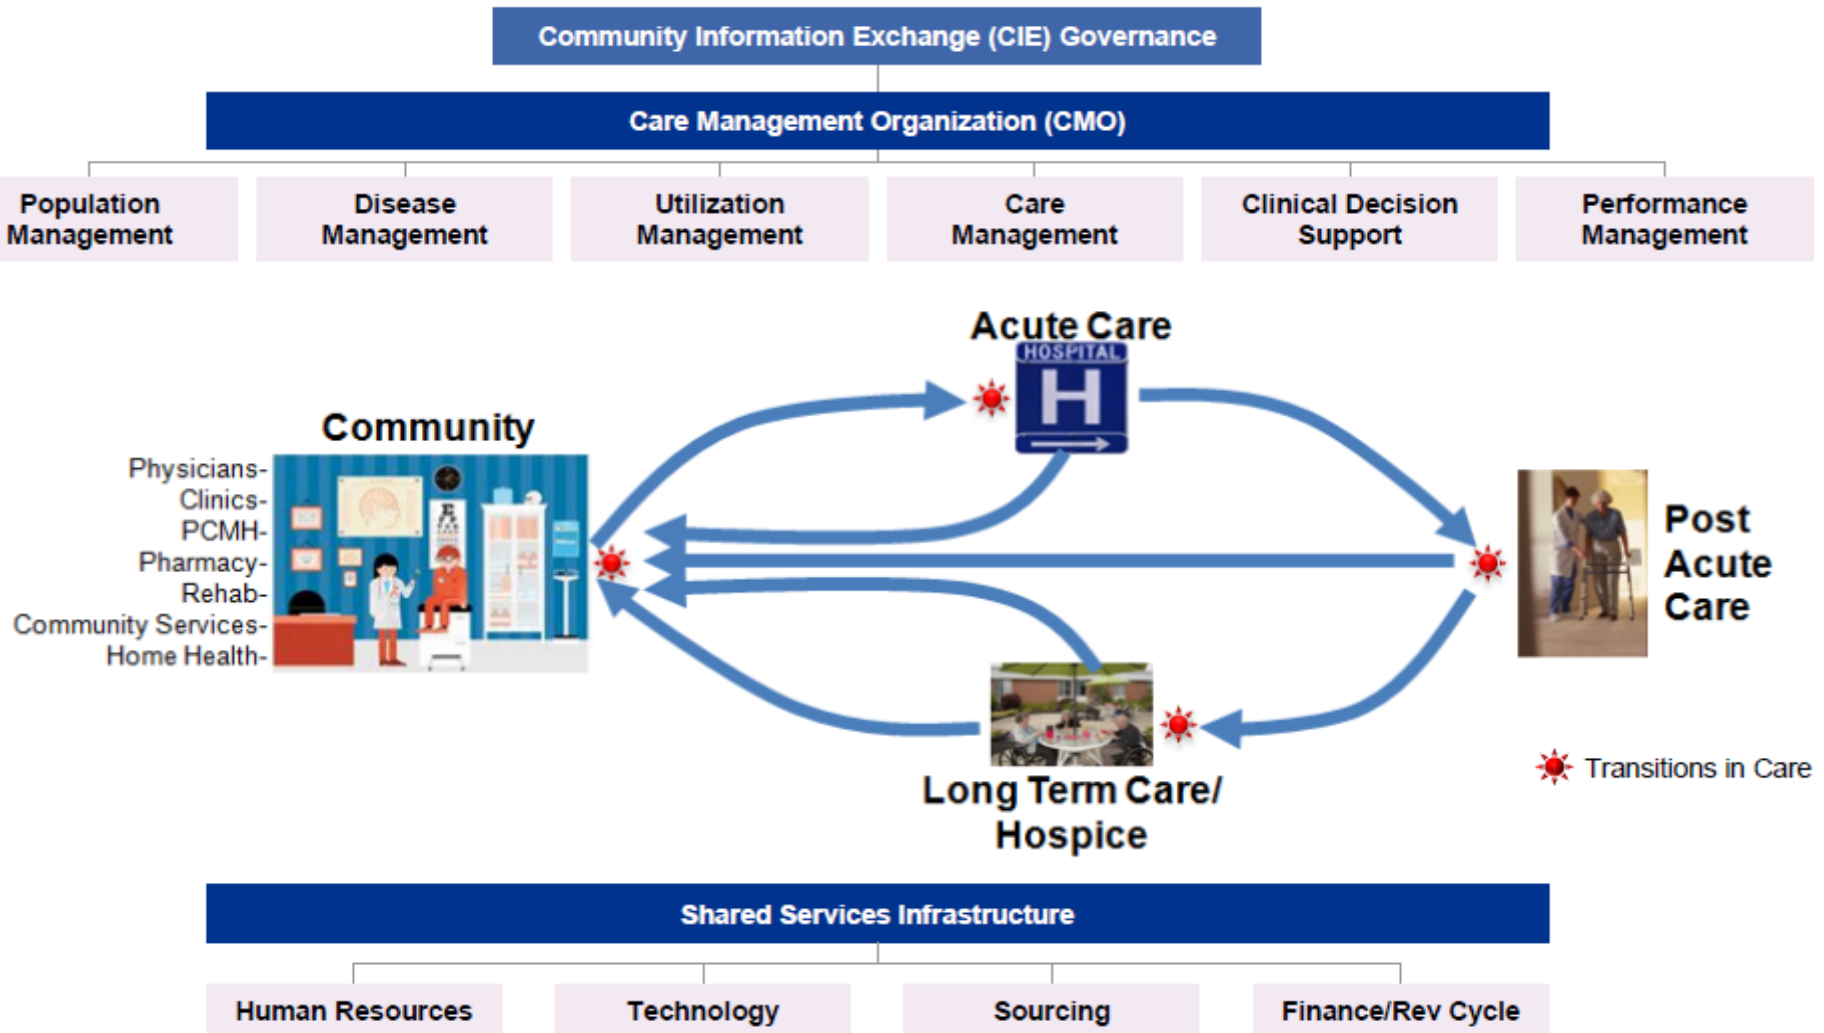 Community Information Exchange (CIE) Governance
Care Management Organization (CMO)
Population
Management
Disease
Management
Utilization
Management
Care
Management
Clinical Decision
Support
Performance
Management
Acute Care
HOSPITAL
H
Community
Physicians-
Clinics-
PCMH-
Pharmacy-
Rehab-
Community Services-
Home Health-
Post
Acute
Care
Long Term Care/
Hospice
Transitions in Care
Shared Services Infrastructure
Human Resources
Technology
Sourcing
Finance/Rev Cycle